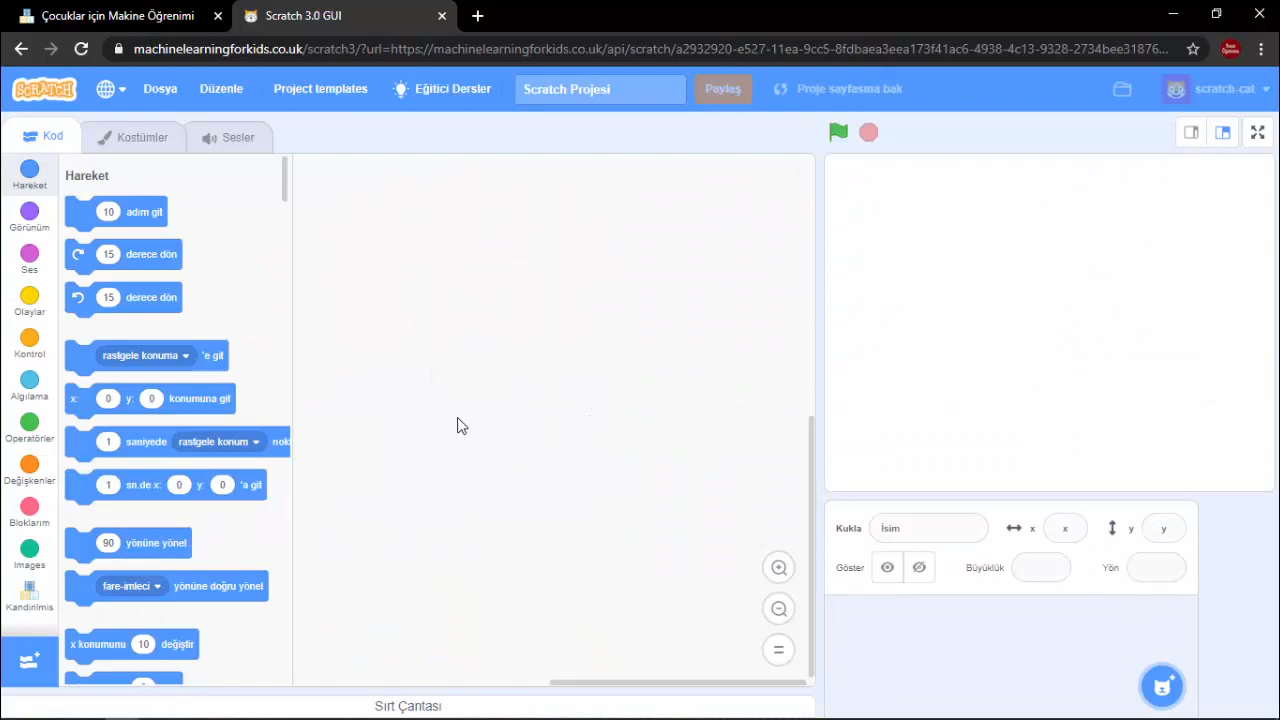 Çocuklar için Makine Öğrenimi
Scratch 3.0 GUI
machinelearningforkids.co.uk/scratch3/?url=https://machinelearningforkids.co.uk/api/scratch/a2932920-e527-11ea-9cc5-8fdbaea3eea173f41ac6-4938-4c13-9328-2734bee31876...
SCRATCH
Dosya
Düzenle
Project templates
Eğitici Dersler
Scratch Projesi
Paylaş
Proje sayfasına bak
scratch-cat
Kod
Kostümler
Sesler
Hareket
Görünüm
Ses
Olaylar
Kontrol
Algılama
Operatörler
Değişkenler
Bloklarım
Images
Kandirilmis
Hareket
10 adım git
15 derece dön
15 derece dön
rastgele konuma 'e git
x: 0 y: 0 konumuna git
1 saniyede rastgele konum nok
1 sn.de x: 0 y: 0 'a git
90 yönüne yönel
fare-imleci yönüne doğru yönel
x konumunu 10 değiştir
Sırt Çantası
Kukla İsim x x y y
Göster Büyüklük Yön